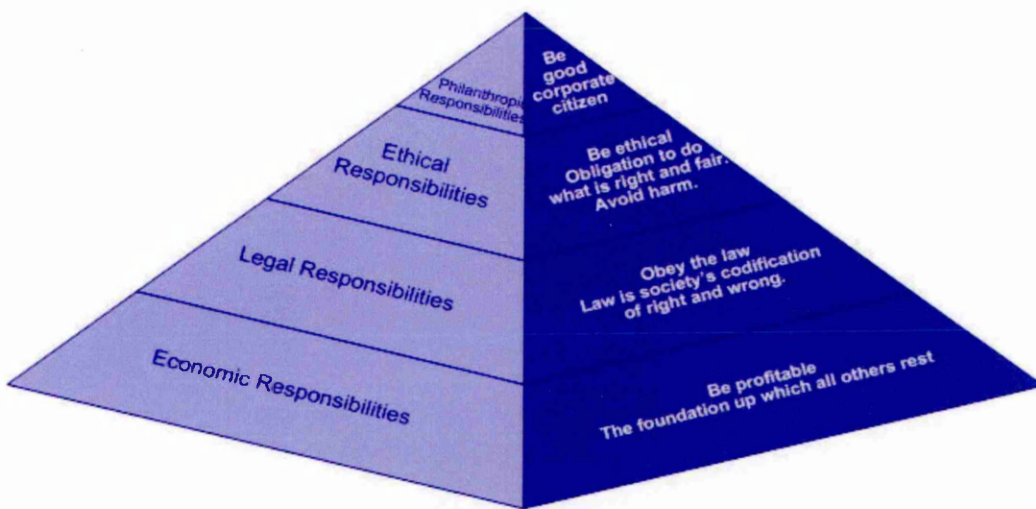 Philanthropic
Responsibilities
Be
good
corporate
citizen
Ethical
Responsibilities
Be ethical
Obligation to do
what is right and fair.
Avoid harm.
Legal Responsibilities
Obey the law
Law is society's codification
of right and wrong.
Economic Responsibilities
Be profitable
The foundation up which all others rest